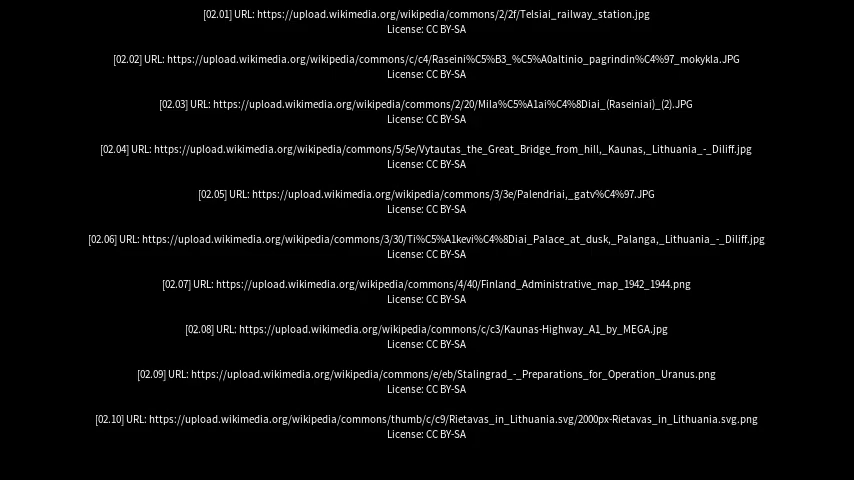 [02.01] URL: https://upload.wikimedia.org/wikipedia/commons/2/2f/Telsiai_railway_station.jpg
License: CC BY-SA
[02.02] URL: https://upload.wikimedia.org/wikipedia/commons/c/c4/Raseini%C5%B3_%C5%A0altinio_pagrindin%C4%97_mokykla.JPG
License: CC BY-SA
[02.03] URL: https://upload.wikimedia.org/wikipedia/commons/2/20/Mila%C5%A1ai%C4%8Diai_(Raseiniai)_(2).JPG
License: CC BY-SA
[02.04] URL: https://upload.wikimedia.org/wikipedia/commons/5/5e/Vytautas_the_Great_Bridge_from_hill,_Kaunas,_Lithuania_-_Diliff.jpg
License: CC BY-SA
[02.05] URL: https://upload.wikimedia.org/wikipedia/commons/3/3e/Palendriai,_gatv%C4%97.JPG
License: CC BY-SA
[02.06] URL: https://upload.wikimedia.org/wikipedia/commons/3/30/Ti%C5%A1kevi%C4%8Diai_Palace_at_dusk,_Palanga,_Lithuania_-_Diliff.jpg
License: CC BY-SA
[02.07] URL: https://upload.wikimedia.org/wikipedia/commons/4/40/Finland_Administrative_map_1942_1944.png
License: CC BY-SA
[02.08] URL: https://upload.wikimedia.org/wikipedia/commons/c/c3/Kaunas-Highway_A1_by_MEGA.jpg
License: CC BY-SA
[02.09] URL: https://upload.wikimedia.org/wikipedia/commons/e/eb/Stalingrad_-_Preparations_for_Operation_Uranus.png
License: CC BY-SA
[02.10] URL: https://upload.wikimedia.org/wikipedia/commons/thumb/c/c9/Rietavas_in_Lithuania.svg/2000px-Rietavas_in_Lithuania.svg.png
License: CC BY-SA